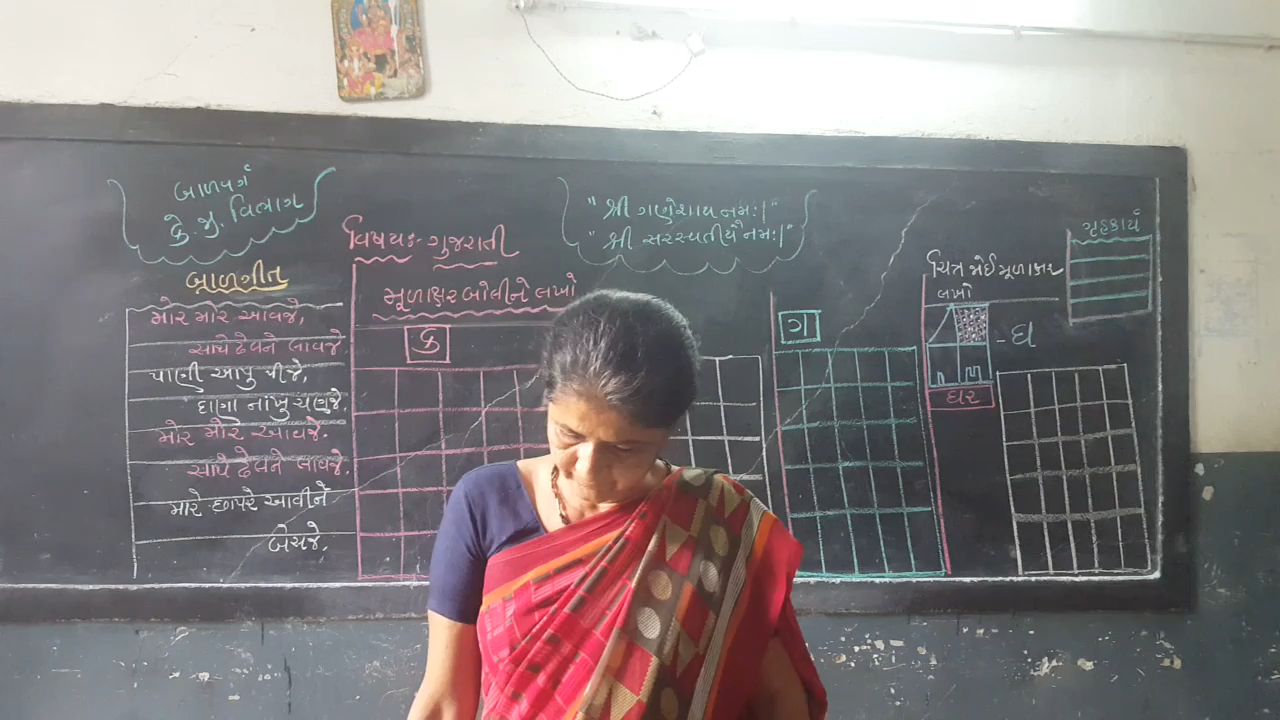 બાળવર્ગ
કે. જી. વિભાગ
બાળગીત
મોર મોર આવજે,
સાથે ઢેલને લાવજે.
પાણી આપુ પીજે,
દાણા નાંખુ ચણજે.
મોર મોર આવજે.
સાથે ઢેલને લાવજે.
મારે છાપરે આવીને
બેસજે.
વિષયઃ- ગુજરાતી
મૂળાક્ષર બોલીને લખો
ક
"શ્રી ગણેશાય નમઃ|"
"શ્રી સરસ્વતીયૈ નમઃ|"
ગ
ચિત્ર જોઈ મૂળાક્ષર
લખો
- ઘ
ઘર
ગૃહકાર્ય